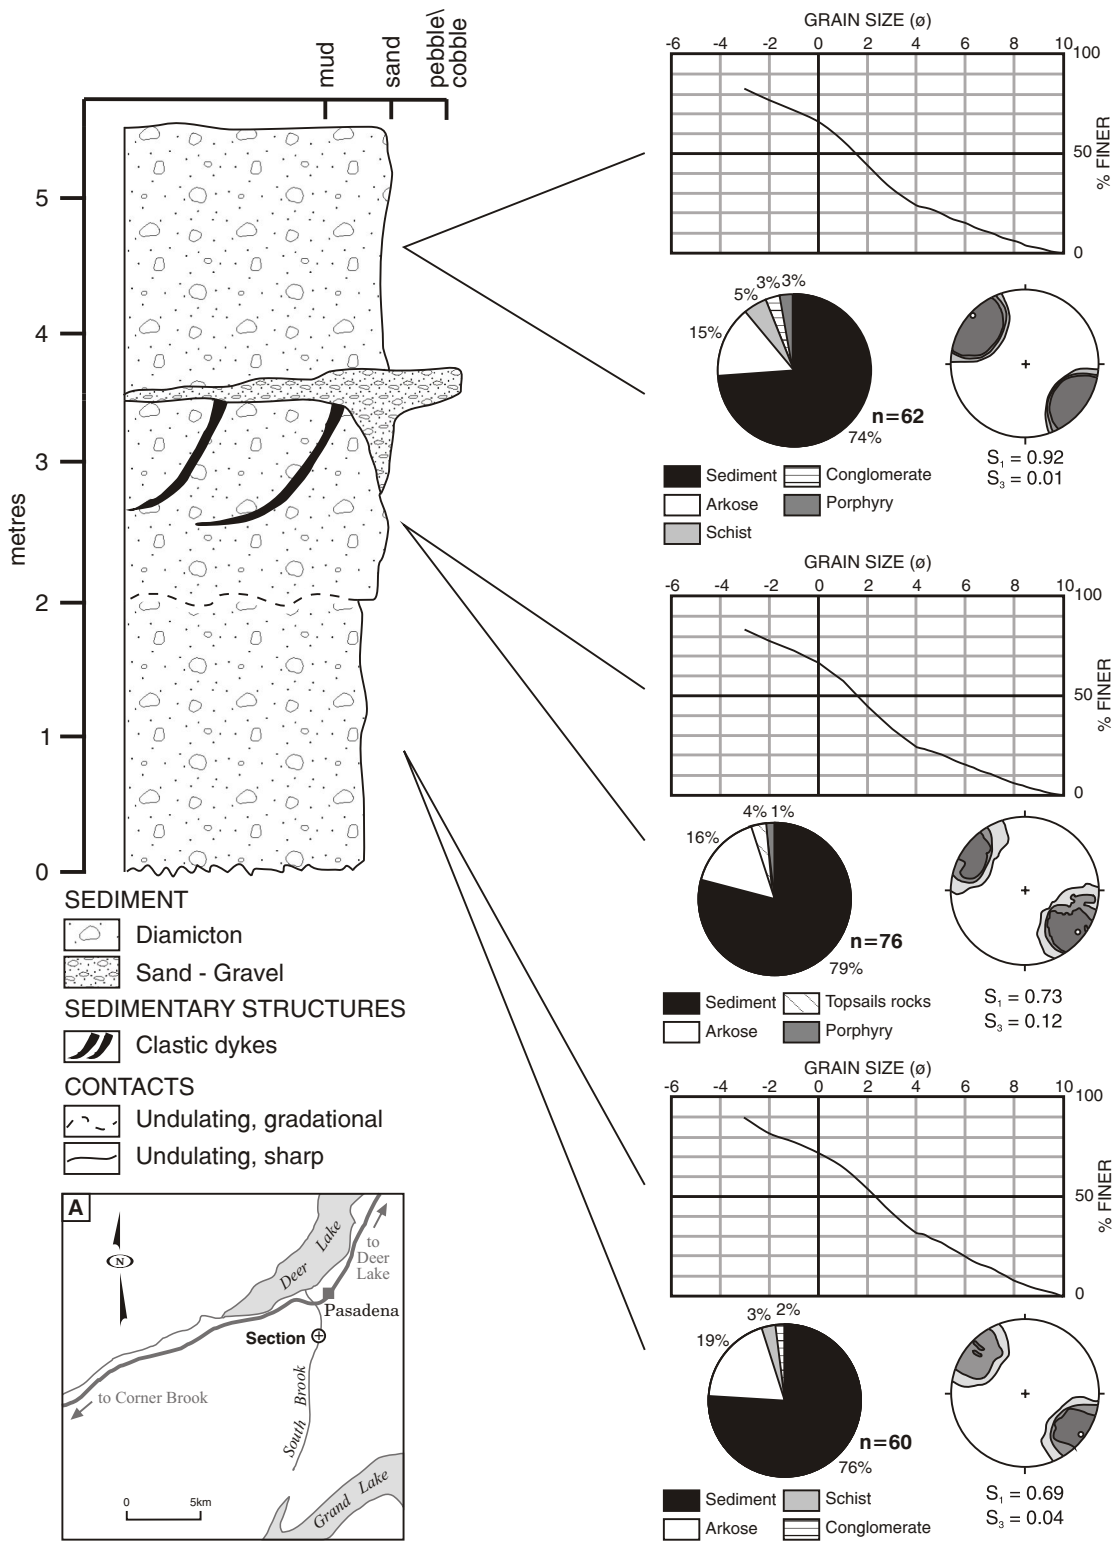 mud
sand
pebble\
cobble
metres
5
4
3
2
1
0
SEDIMENT
Diamicton
Sand - Gravel
SEDIMENTARY STRUCTURES
Clastic dykes
CONTACTS
Undulating, gradational
Undulating, sharp
A
N
Deer Lake
to
Deer
Lake
Pasadena
Section
to Corner Brook
South Brook
Grand Lake
0 5km
GRAIN SIZE (ø)
-6 -4 -2 0 2 4 6 8 10
100
50
0
% FINER
5% 3% 3%
15%
n=62
74%
S₁ = 0.92
S₃ = 0.01
Sediment Conglomerate
Arkose Porphyry
Schist
GRAIN SIZE (ø)
-6 -4 -2 0 2 4 6 8 10
100
50
0
% FINER
4% 1%
16%
n=76
79%
S₁ = 0.73
S₃ = 0.12
Sediment Topsails rocks
Arkose Porphyry
GRAIN SIZE (ø)
-6 -4 -2 0 2 4 6 8 10
100
50
0
% FINER
3% 2%
19%
n=60
76%
S₁ = 0.69
S₃ = 0.04
Sediment Schist
Arkose Conglomerate